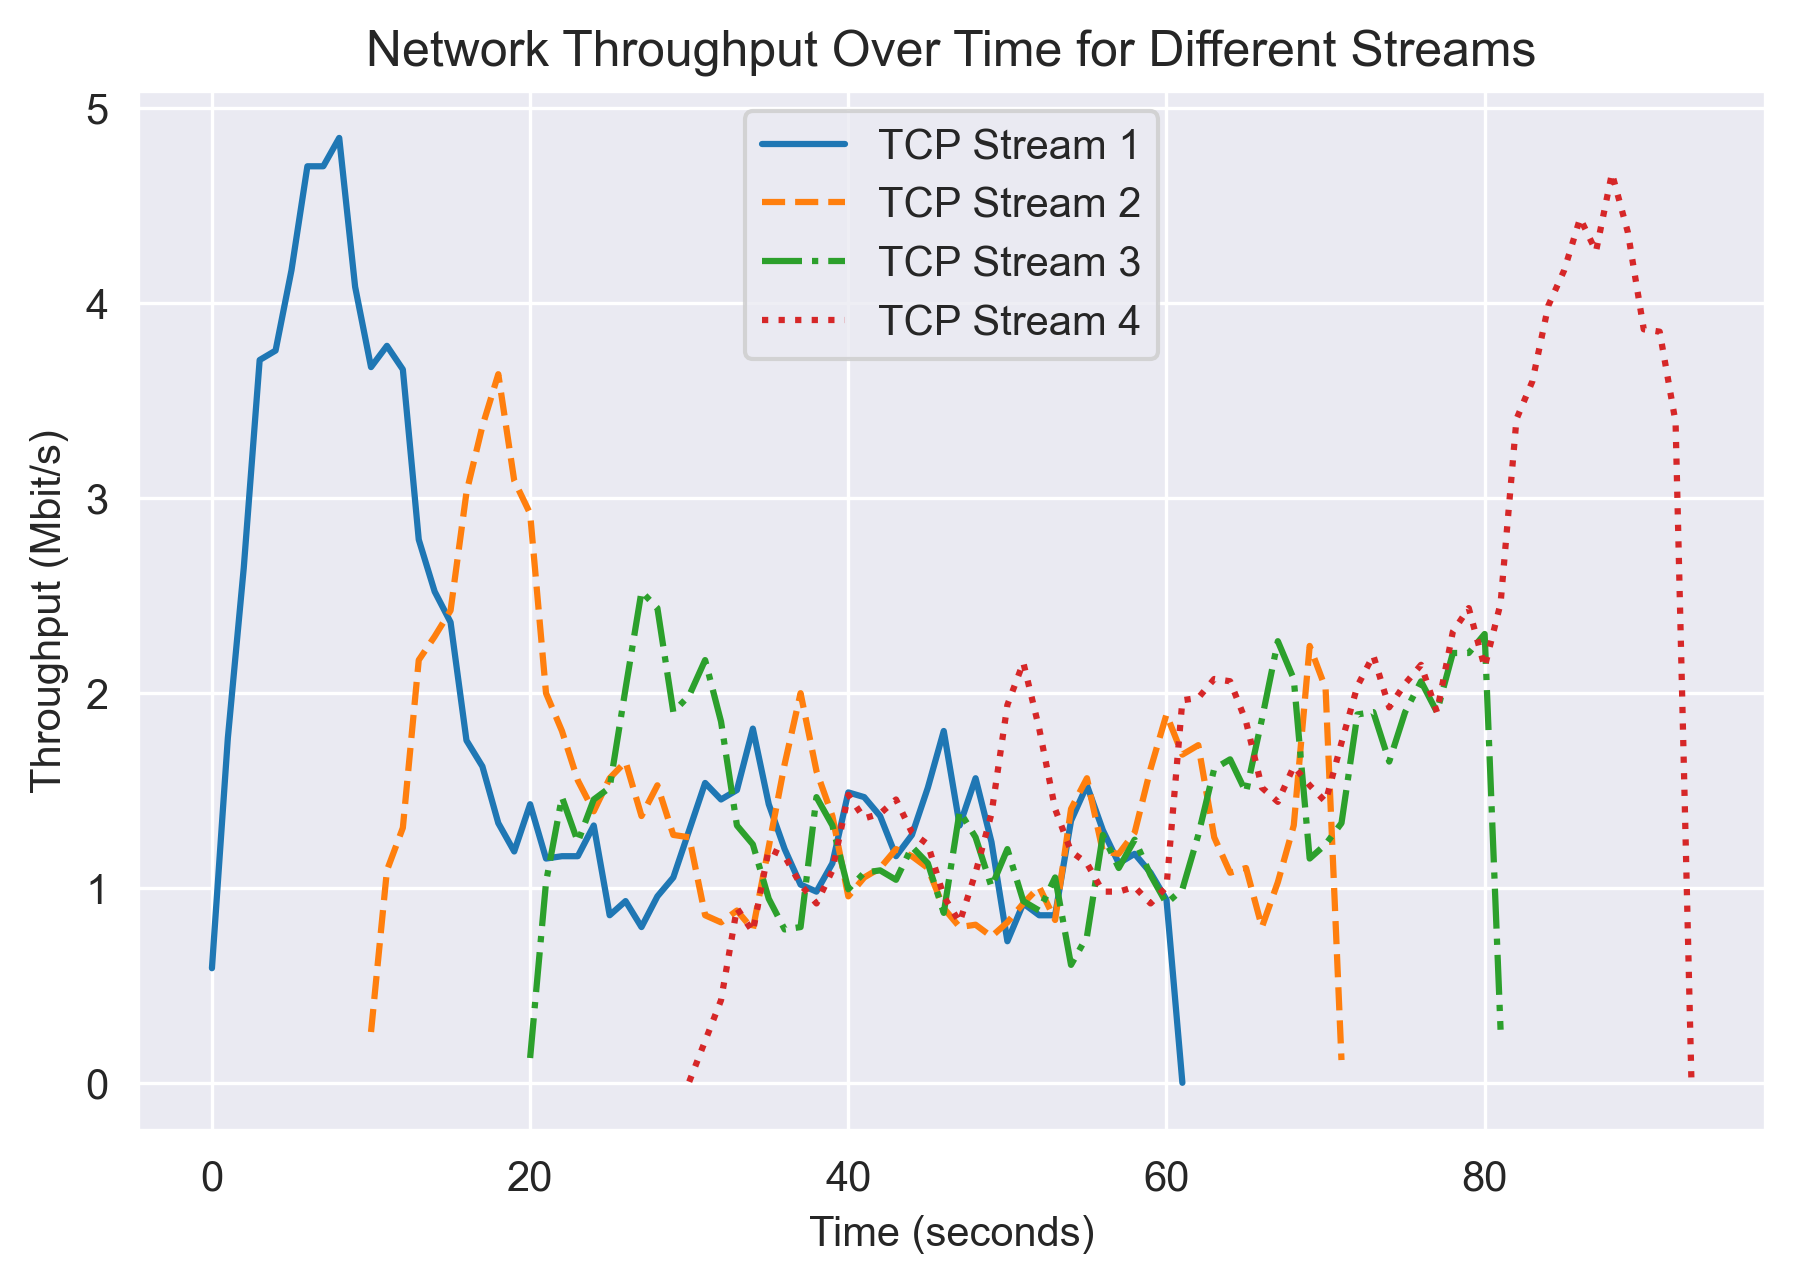 Network Throughput Over Time for Different Streams
5
4
3
2
1
0
Throughput (Mbit/s)
TCP Stream 1
TCP Stream 2
TCP Stream 3
TCP Stream 4
0 20 40 60 80
Time (seconds)